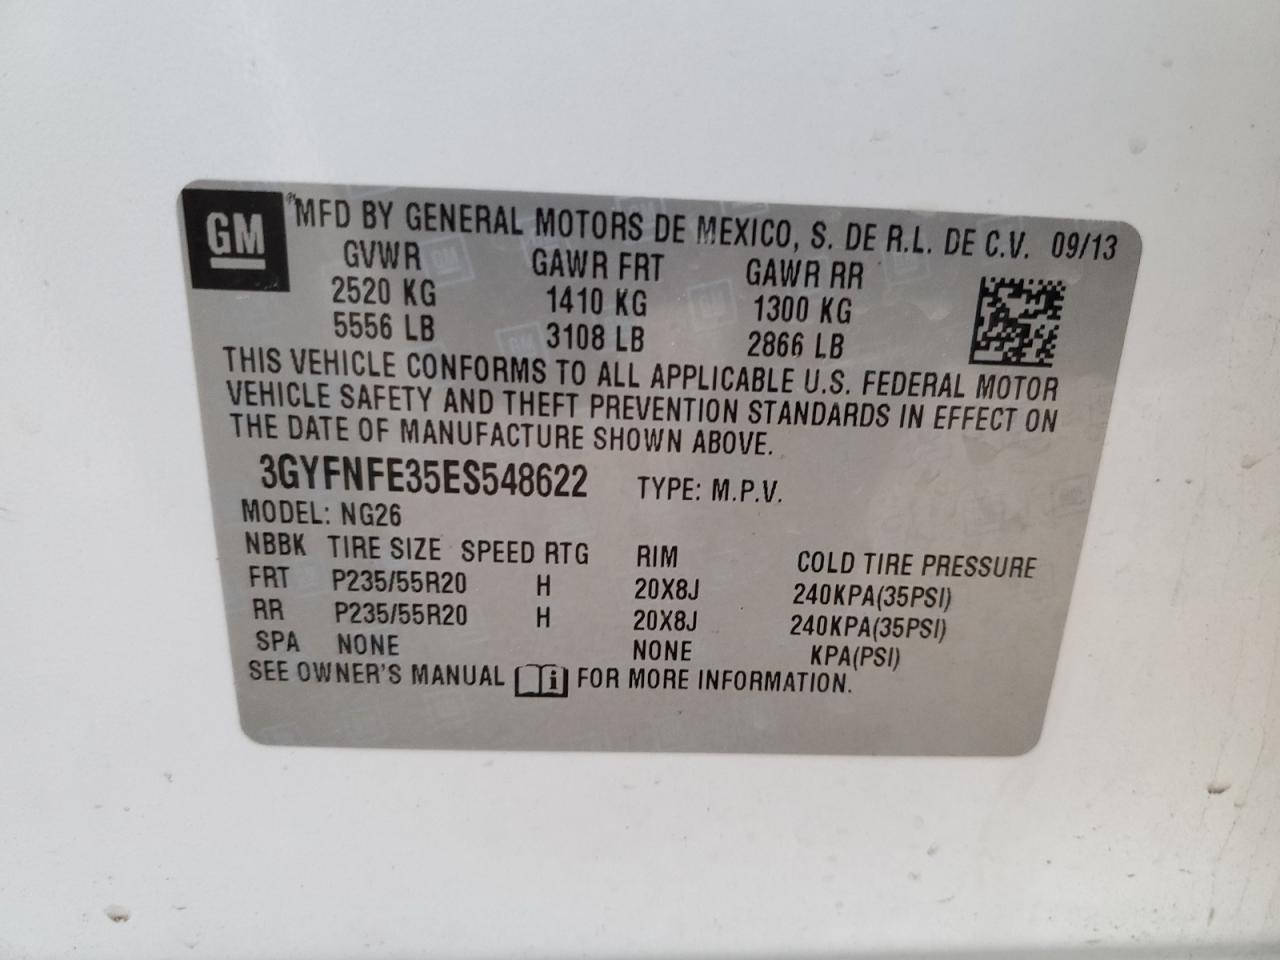 GM
MFD BY GENERAL MOTORS DE MEXICO, S. DE R.L. DE C.V. 09/13
GVWR GAWR FRT GAWR RR
2520 KG 1410 KG 1300 KG
5556 LB 3108 LB 2866 LB
THIS VEHICLE CONFORMS TO ALL APPLICABLE U.S. FEDERAL MOTOR
VEHICLE SAFETY AND THEFT PREVENTION STANDARDS IN EFFECT ON
THE DATE OF MANUFACTURE SHOWN ABOVE.
3GYFNFE35ES548622 TYPE: M.P.V.
MODEL: NG26
NBBK TIRE SIZE SPEED RTG RIM COLD TIRE PRESSURE
FRT P235/55R20 H 20X8J 240KPA(35PSI)
RR P235/55R20 H 20X8J 240KPA(35PSI)
SPA NONE NONE KPA(PSI)
SEE OWNER'S MANUAL i FOR MORE INFORMATION.